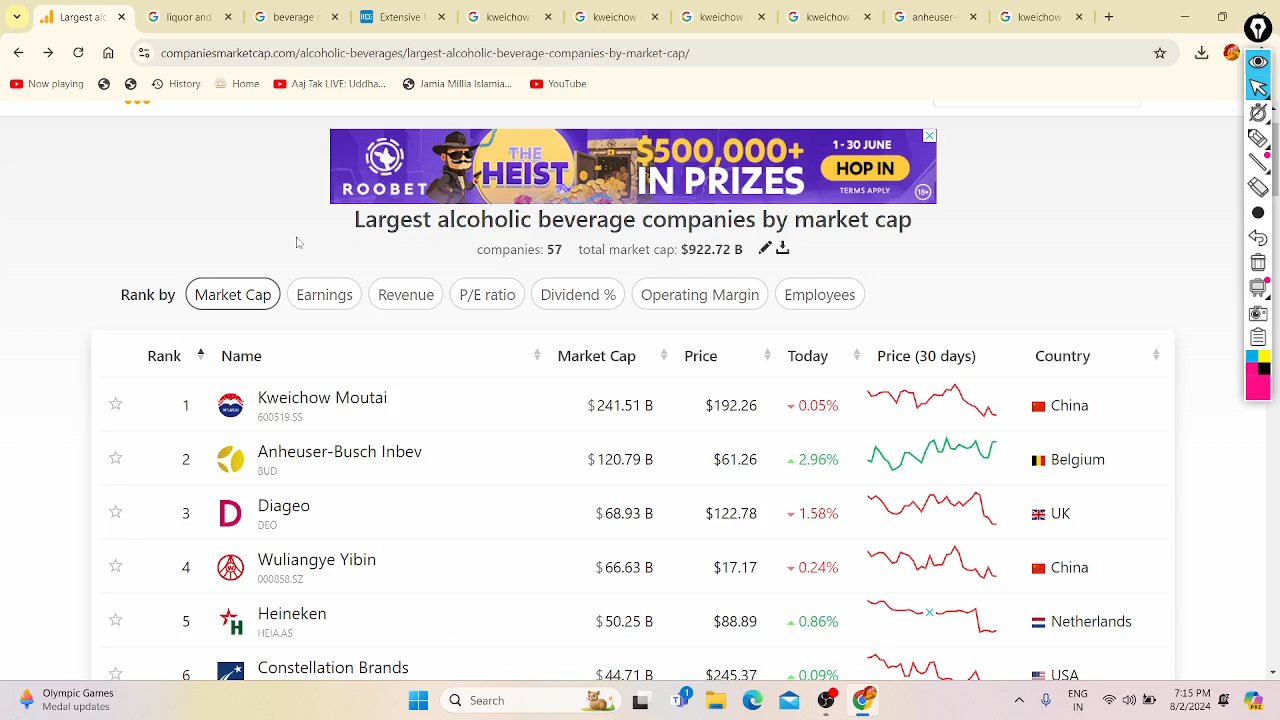 Largest alc
liquor and
beverage
Extensive
kweichow
kweichow
kweichow
kweichow
anheuser-
kweichow
companiesmarketcap.com/alcoholic-beverages/largest-alcoholic-beverage-companies-by-market-cap/
Now playing
History
Home
Aaj Tak LIVE: Uddha...
Jamia Millia Islamia...
YouTube
ROOBET
THE HEIST
$500,000+
IN PRIZES
1 - 30 JUNE
HOP IN
TERMS APPLY
18+
Largest alcoholic beverage companies by market cap
companies: 57 total market cap: $922.72 B
Rank by Market Cap Earnings Revenue P/E ratio Dividend % Operating Margin Employees
Rank Name Market Cap Price Today Price (30 days) Country
1 Kweichow Moutai $241.51 B $192.26 0.05% China
600519.SS
2 Anheuser-Busch Inbev $120.79 B $61.26 2.96% Belgium
BUD
3 Diageo $68.93 B $122.78 1.58% UK
DEO
4 Wuliangye Yibin $66.63 B $17.17 0.24% China
000858.SZ
5 Heineken $50.25 B $88.89 0.86% Netherlands
HEIA.AS
6 Constellation Brands $44.71 B $245.37 0.09% USA
Olympic Games
Medal updates
Search
1
ENG
IN
7:15 PM
8/2/2024
PRE